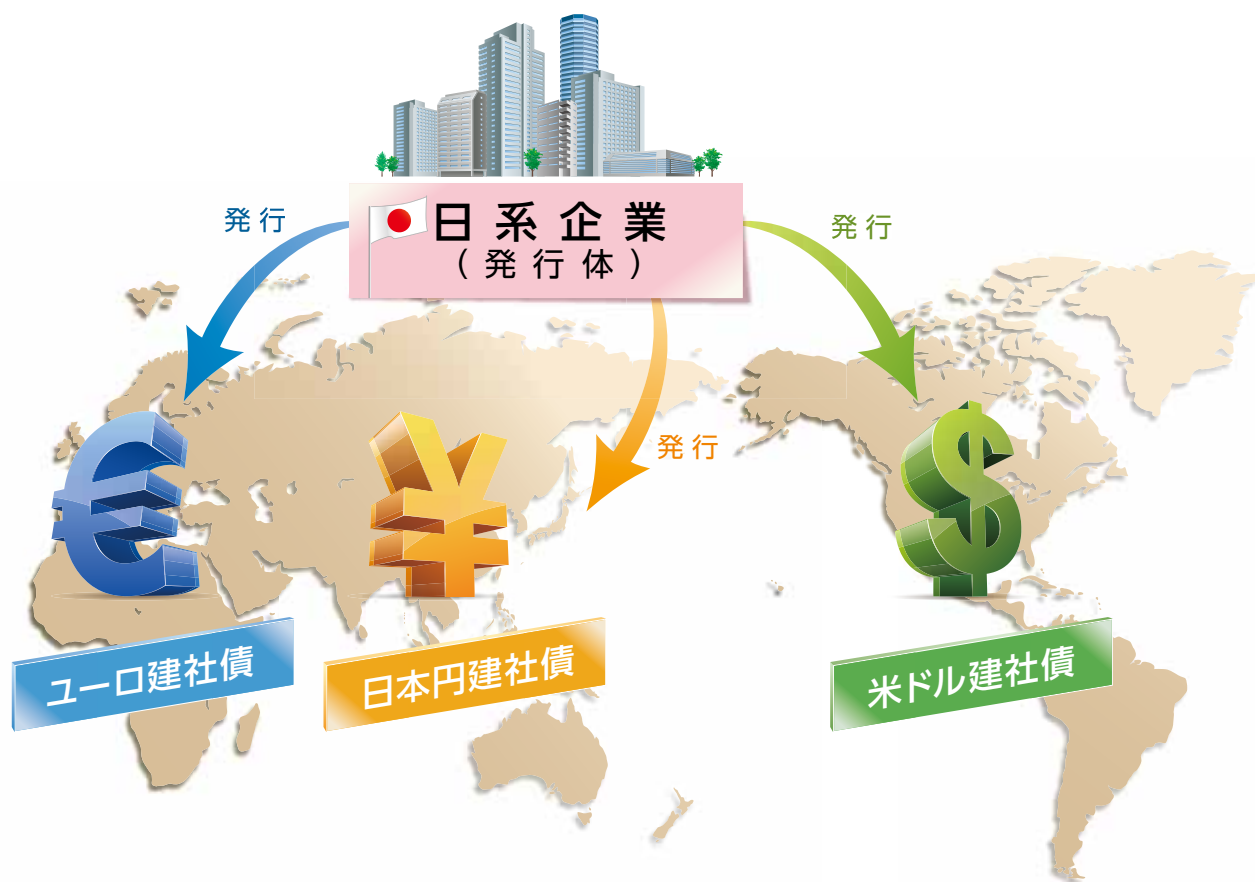 日系企業
(発行体)
発行
発行
発行
ユーロ建社債
日本円建社債
米ドル建社債